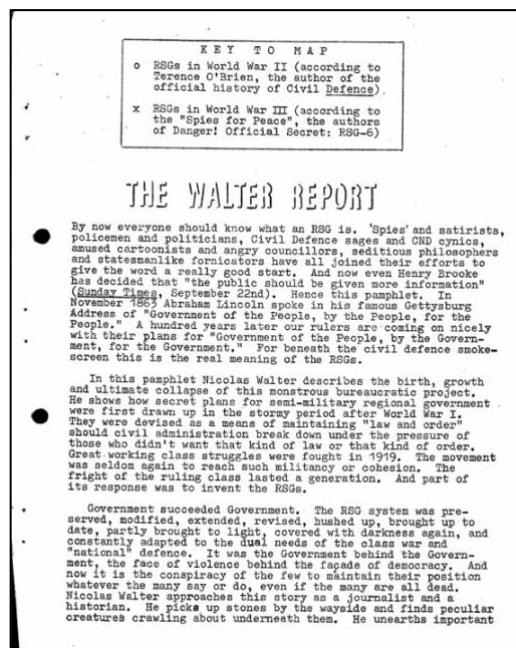 KEY TO MAP
o RSGs in World War II (according to
Terence O'Brien, the author of the
official history of Civil Defence).
x RSGs in World War III (according to
the "Spies for Peace", the authors
of Danger! Official Secret: RSG-6)
THE WALTER REPORT
By now everyone should know what an RSG is. 'Spies' and satirists,
policemen and politicians, Civil Defence sages and CND cynics,
amused cartoonists and angry councillors, seditious philosophers
and statesmanlike fornicators have all joined their efforts to
give the word a really good start. And now even Henry Brooke
has decided that "the public should be given more information"
(Sunday Times, September 22nd). Hence this pamphlet. In
November 1863 Abraham Lincoln spoke in his famous Gettysburg
Address of "Government of the People, by the People, for the
People." A hundred years later our rulers are coming on nicely
with their plans for "Government of the People, by the Govern-
ment, for the Government." For beneath the civil defence smoke-
screen this is the real meaning of the RSGs.
In this pamphlet Nicolas Walter describes the birth, growth
and ultimate collapse of this monstrous bureaucratic project.
He shows how secret plans for semi-military regional government
were first drawn up in the stormy period after World War I.
They were devised as a means of maintaining "law and order"
should civil administration break down under the pressure of
those who didn't want that kind of law or that kind of order.
Great working class struggles were fought in 1919. The movement
was seldom again to reach such militancy or cohesion. The
fright of the ruling class lasted a generation. And part of
its response was to invent the RSGs.
Government succeeded Government. The RSG system was pre-
served, modified, extended, revised, hushed up, brought up to
date, partly brought to light, covered with darkness again, and
constantly adapted to the dual needs of the class war and
"national" defence. It was the Government behind the Govern-
ment, the face of violence behind the façade of democracy. And
now it is the conspiracy of the few to maintain their position
whatever the many say or do, even if the many are all dead.
Nicolas Walter approaches this story as a journalist and a
historian. He picks up stones by the wayside and finds peculiar
creatures crawling about underneath them. He unearths important